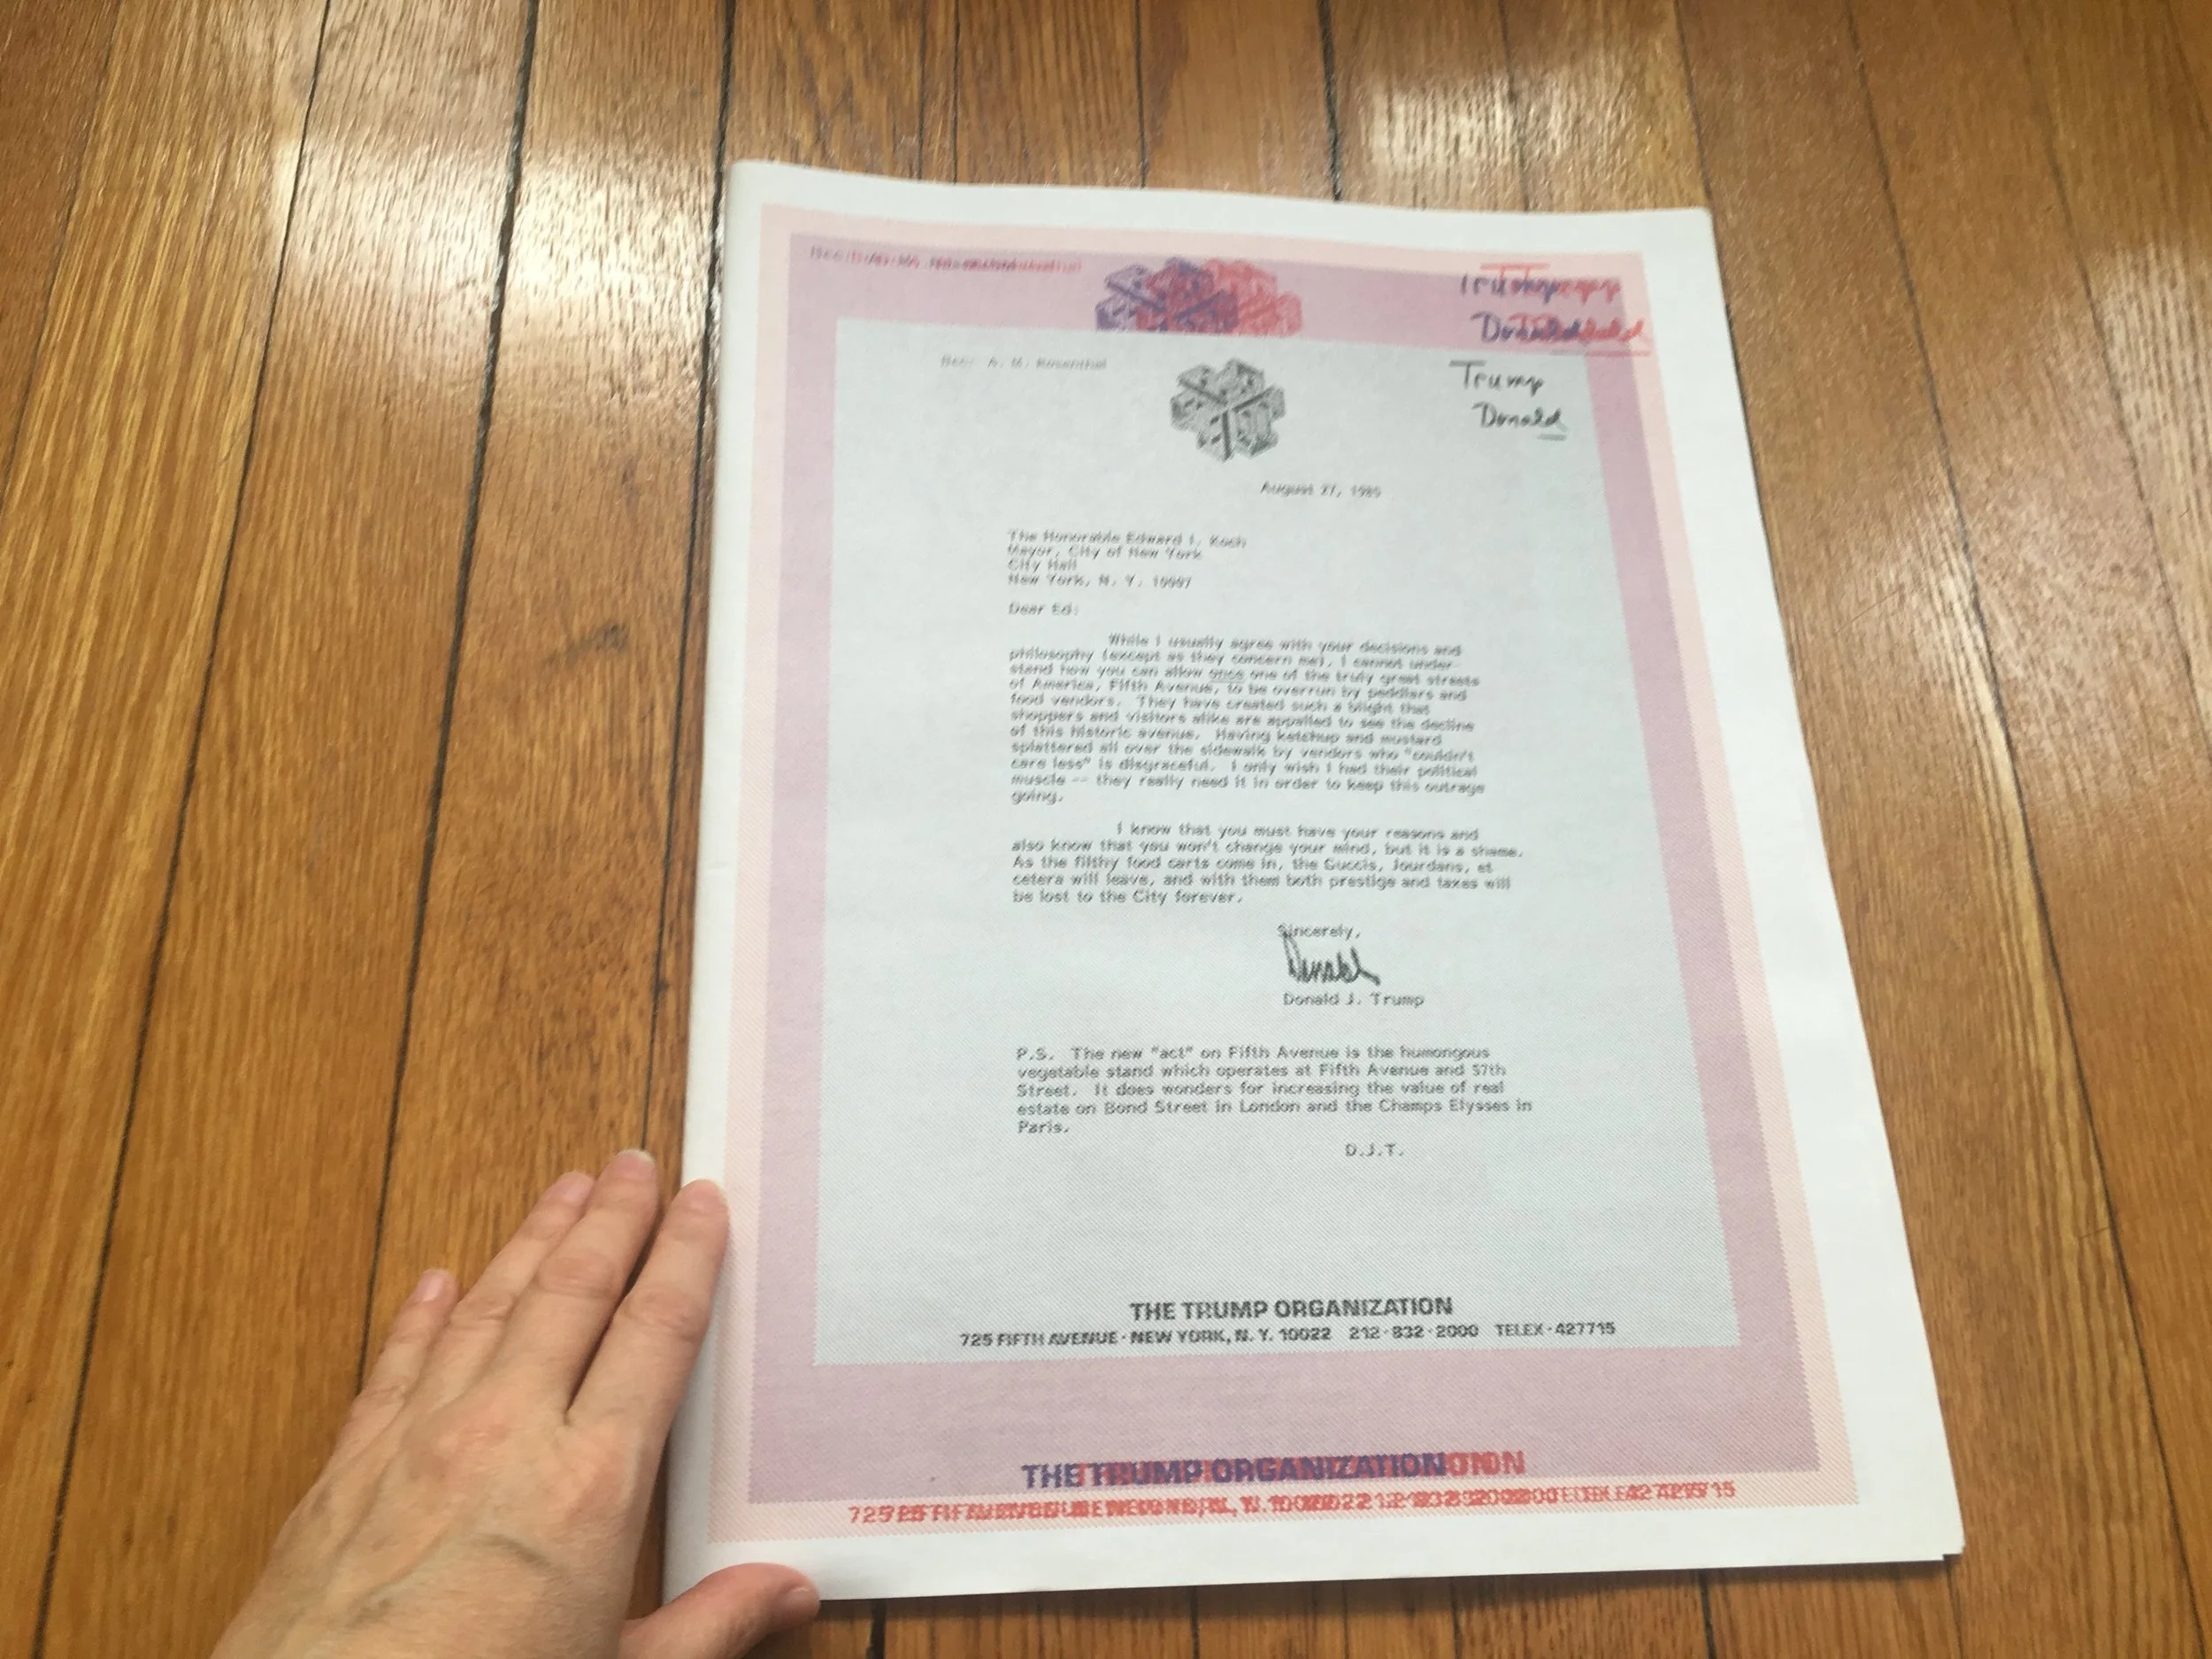 Trump
Donald
Bcc: A. M. Rosenthal
Trump
Donald
August 27, 1985
The Honorable Edward I. Koch
Mayor, City of New York
City Hall
New York, N. Y. 10007
Dear Ed:
While I usually agree with your decisions and
philosophy (except as they concern me), I cannot under-
stand how you can allow once one of the truly great streets
of America, Fifth Avenue, to be overrun by peddlars and
food vendors. They have created such a blight that
shoppers and visitors alike are appalled to see the decline
of this historic avenue. Having ketchup and mustard
splattered all over the sidewalk by vendors who "couldn't
care less" is disgraceful. I only wish I had their political
muscle -- they really need it in order to keep this outrage
going.
I know that you must have your reasons and
also know that you won't change your mind, but it is a shame.
As the filthy food carts come in, the Guccis, Jourdans, et
cetera will leave, and with them both prestige and taxes will
be lost to the City forever.
Sincerely,
Donald
Donald J. Trump
P.S. The new "act" on Fifth Avenue is the humongous
vegetable stand which operates at Fifth Avenue and 57th
Street. It does wonders for increasing the value of real
estate on Bond Street in London and the Champs Elysses in
Paris.
D.J.T.
THE TRUMP ORGANIZATION
725 FIFTH AVENUE · NEW YORK, N. Y. 10022 212 · 832 · 2000 TELEX · 427715
THE TRUMP ORGANIZATION